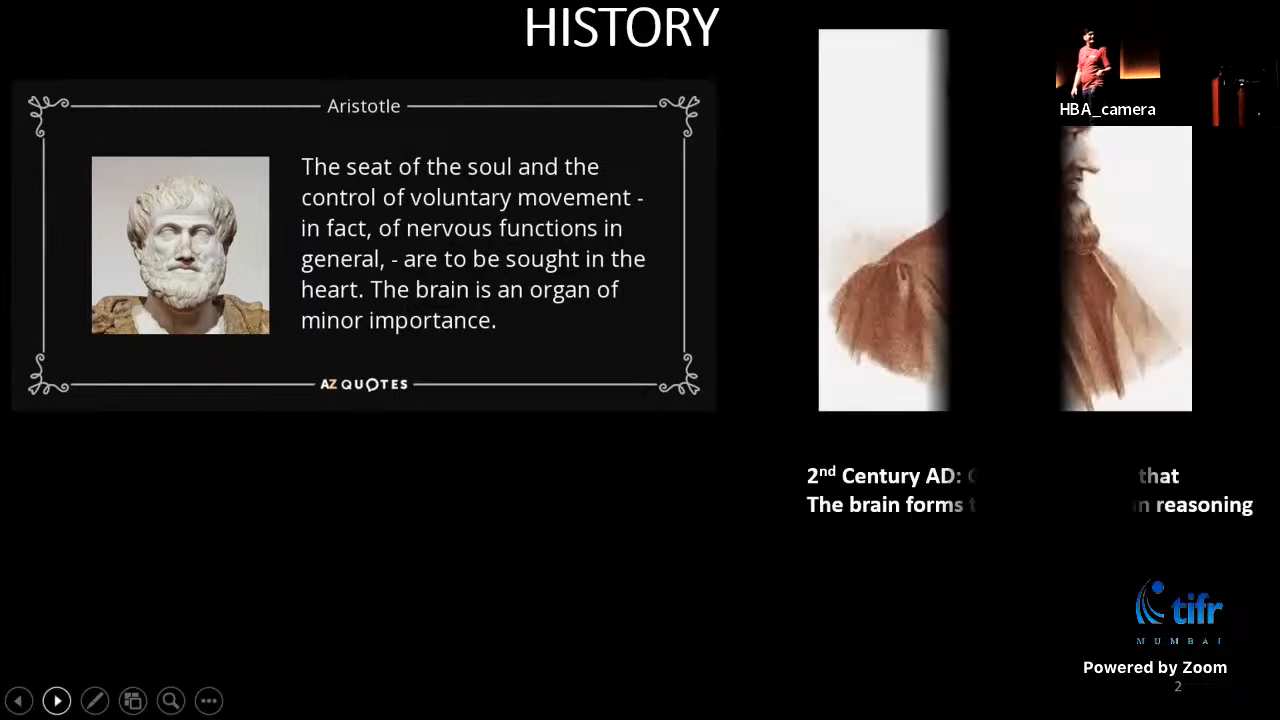 HISTORY
Aristotle
The seat of the soul and the
control of voluntary movement -
in fact, of nervous functions in
general, - are to be sought in the
heart. The brain is an organ of
minor importance.
AZ QUOTES
HBA_camera
2nd Century AD: that
The brain forms reasoning
tifr
MUMBAI
Powered by Zoom
2